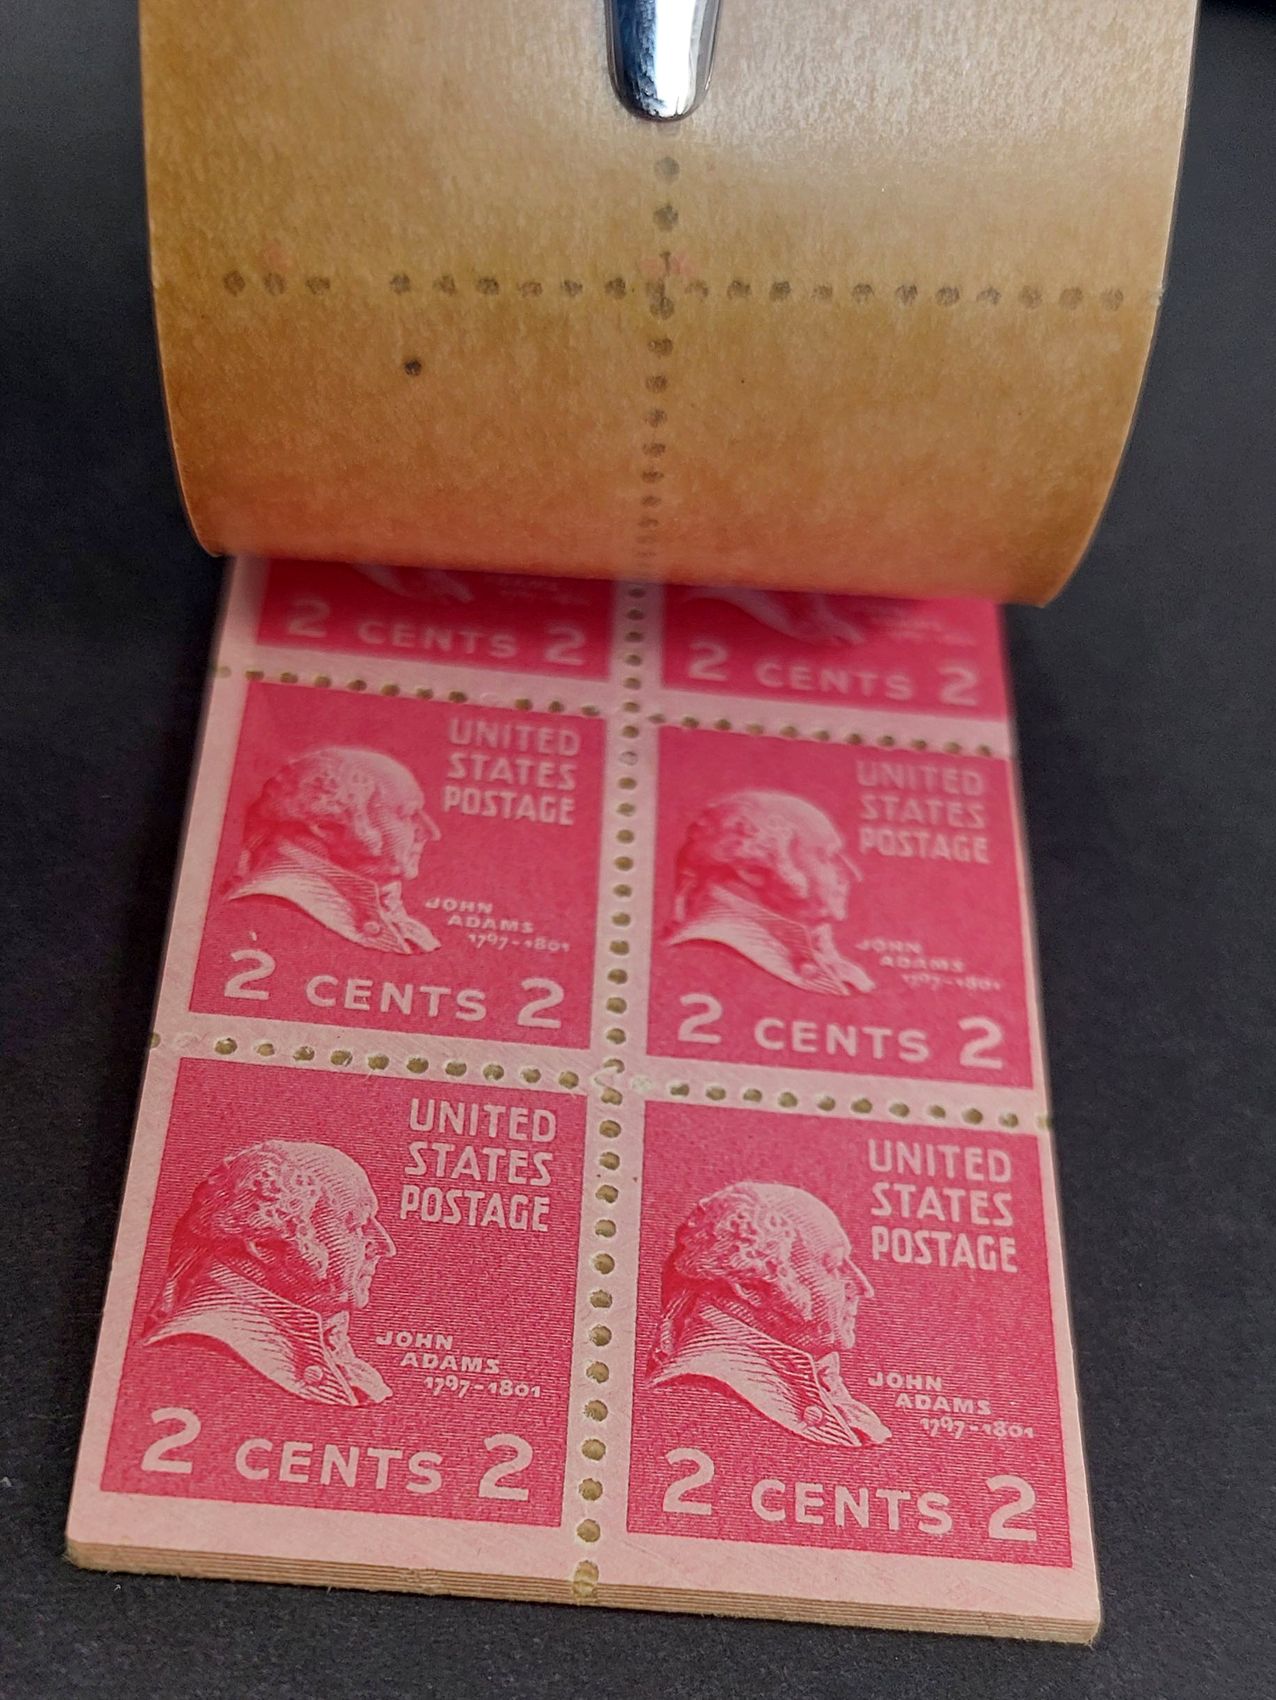 2 CENTS 2
2 CENTS 2
UNITED
STATES
POSTAGE
JOHN
ADAMS
1797-1801
2 CENTS 2
UNITED
STATES
POSTAGE
JOHN
ADAMS
1797-1801
2 CENTS 2
UNITED
STATES
POSTAGE
JOHN
ADAMS
1797-1801
2 CENTS 2
UNITED
STATES
POSTAGE
JOHN
ADAMS
1797-1801
2 CENTS 2